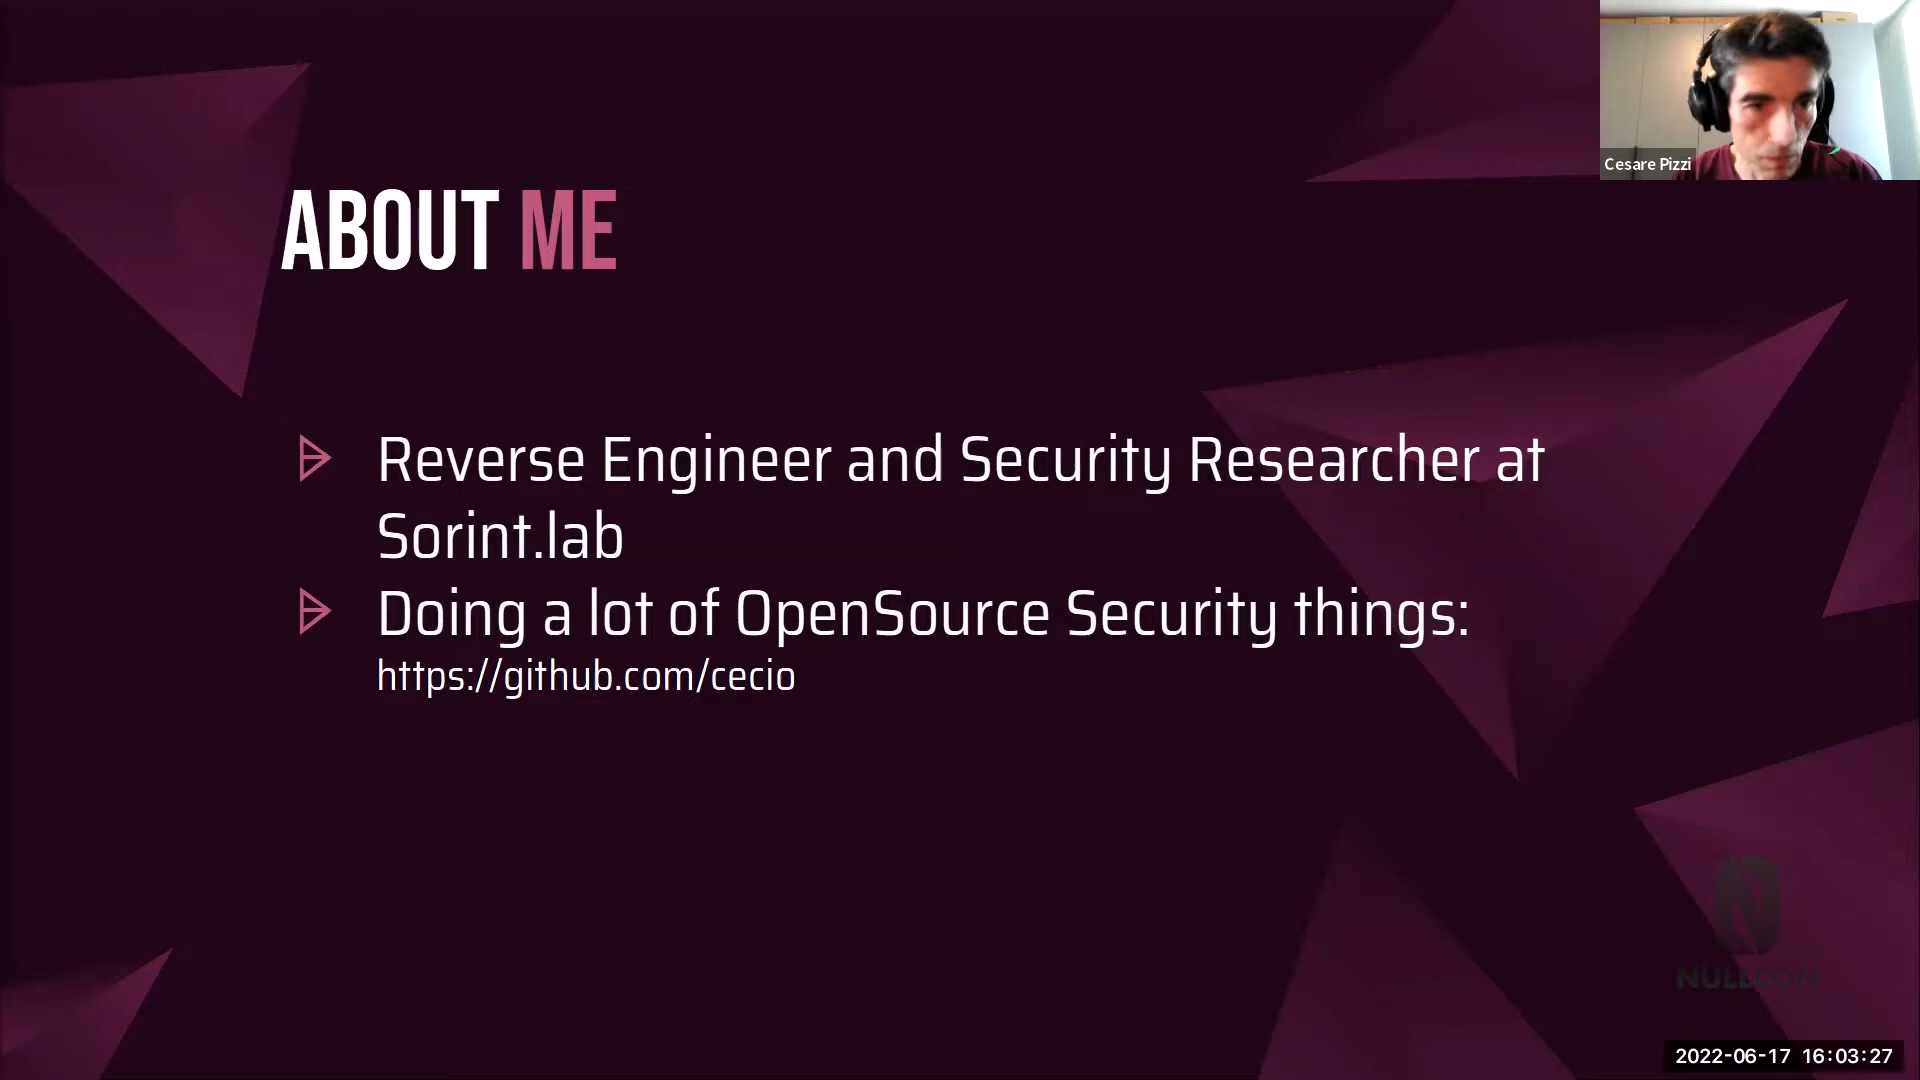 Cesare Pizzi
ABOUT ME
Reverse Engineer and Security Researcher at
Sorint.lab
Doing a lot of OpenSource Security things:
https://github.com/cecio
NULLCON
2022-06-17 16:03:27